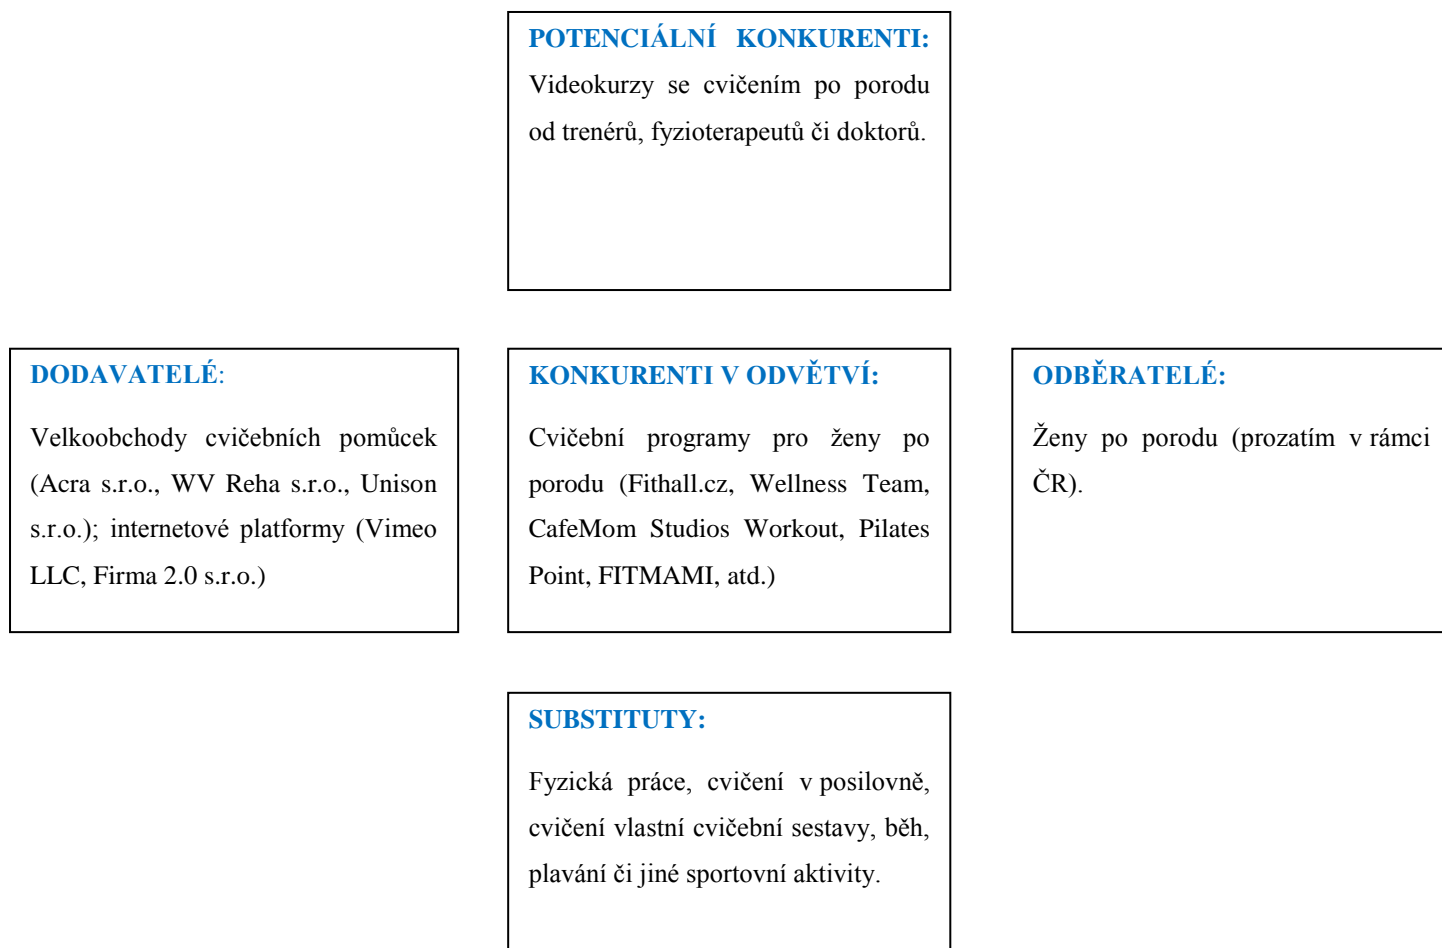 POTENCIÁLNÍ KONKURENTI:
Videokurzy se cvičením po porodu
od trenérů, fyzioterapeutů či doktorů.
DODAVATELÉ:
Velkoobchody cvičebních pomůcek
(Acra s.r.o., WV Reha s.r.o., Unison
s.r.o.); internetové platformy (Vimeo
LLC, Firma 2.0 s.r.o.)
KONKURENTI V ODVĚTVÍ:
Cvičební programy pro ženy po
porodu (Fithall.cz, Wellness Team,
CafeMom Studios Workout, Pilates
Point, FITMAMI, atd.)
ODBĚRATELÉ:
Ženy po porodu (prozatím v rámci
ČR).
SUBSTITUTY:
Fyzická práce, cvičení v posilovně,
cvičení vlastní cvičební sestavy, běh,
plavání či jiné sportovní aktivity.